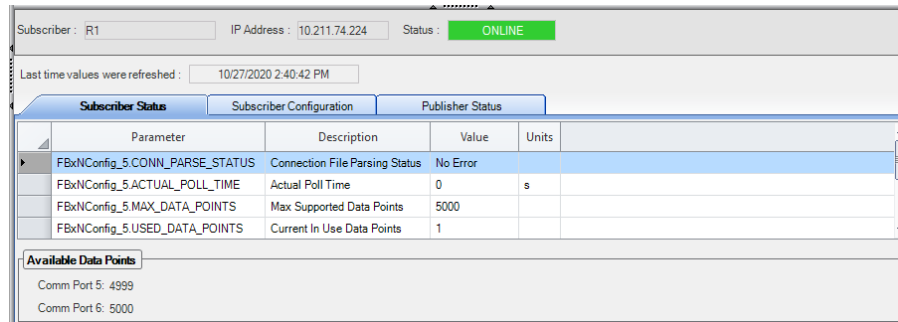 Subscriber : R1 IP Address : 10.211.74.224 Status : ONLINE
Last time values were refreshed : 10/27/2020 2:40:42 PM
Subscriber Status Subscriber Configuration Publisher Status
Parameter Description Value Units
FBxNConfig_5.CONN_PARSE_STATUS Connection File Parsing Status No Error
FBxNConfig_5.ACTUAL_POLL_TIME Actual Poll Time 0 s
FBxNConfig_5.MAX_DATA_POINTS Max Supported Data Points 5000
FBxNConfig_5.USED_DATA_POINTS Current In Use Data Points 1
Available Data Points
Comm Port 5: 4999
Comm Port 6: 5000